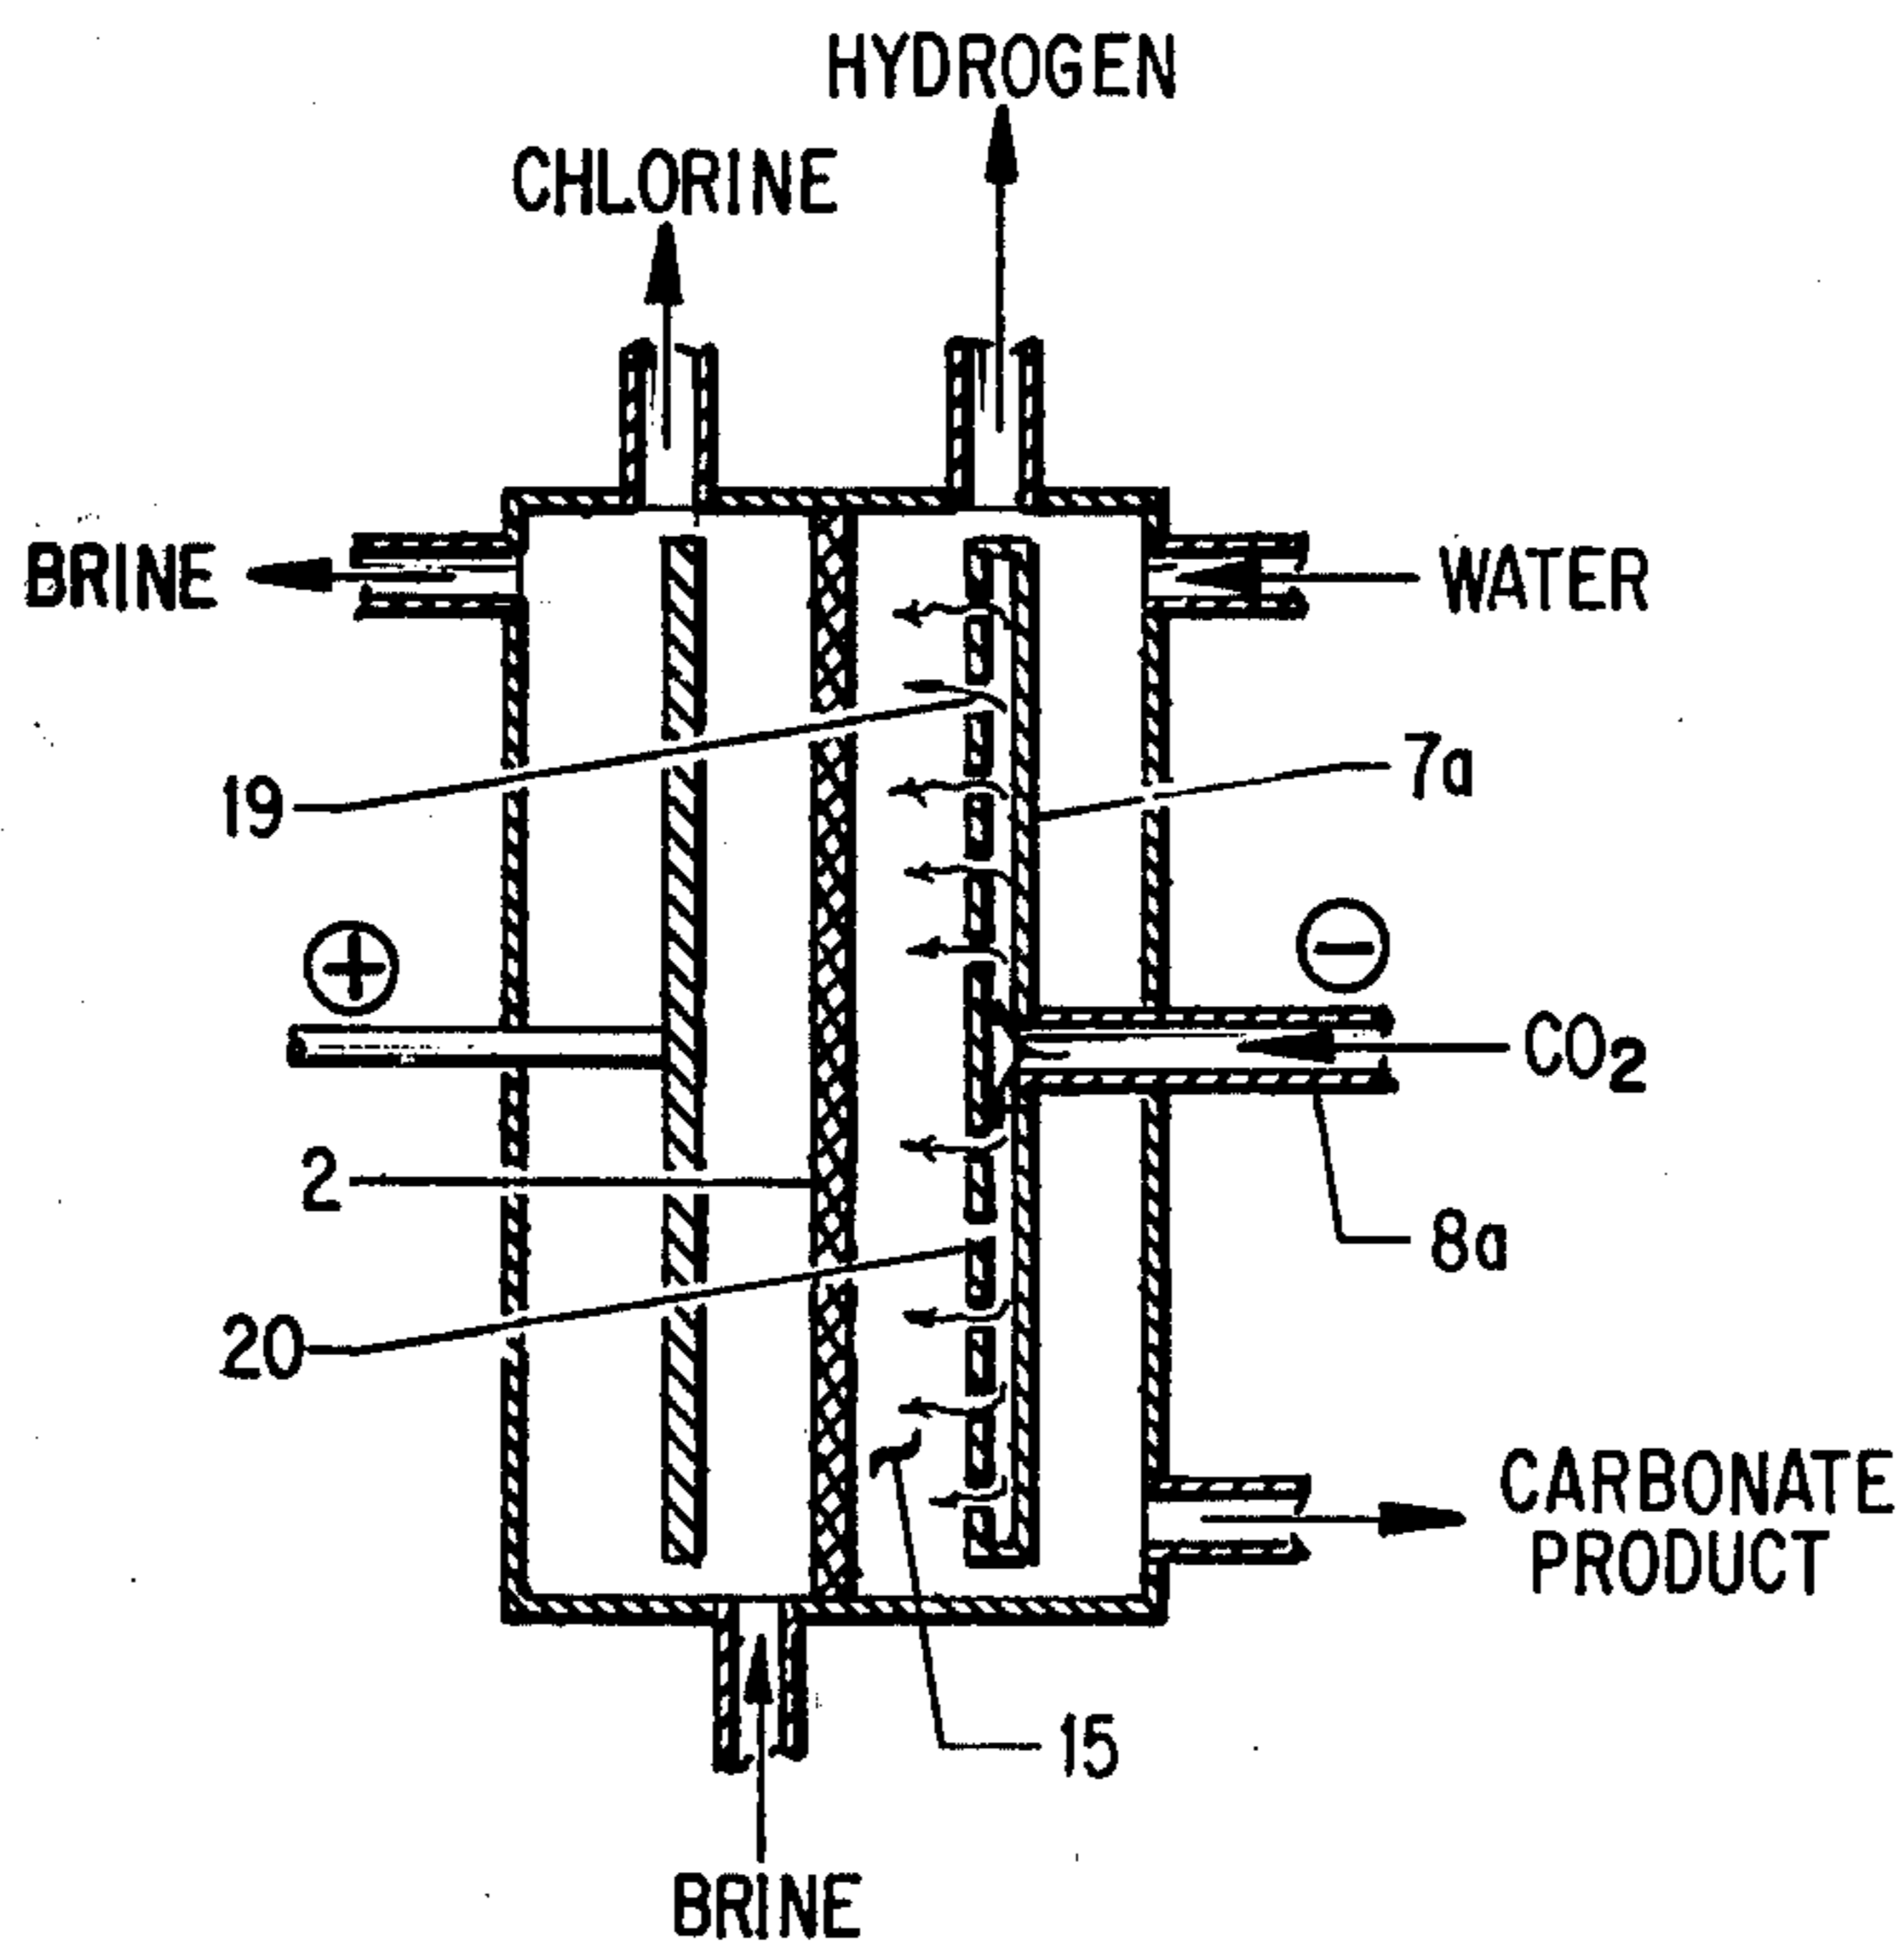 HYDROGEN
CHLORINE
BRINE
WATER
19
7a
+
−
CO2
2
8a
20
CARBONATE
PRODUCT
15
BRINE